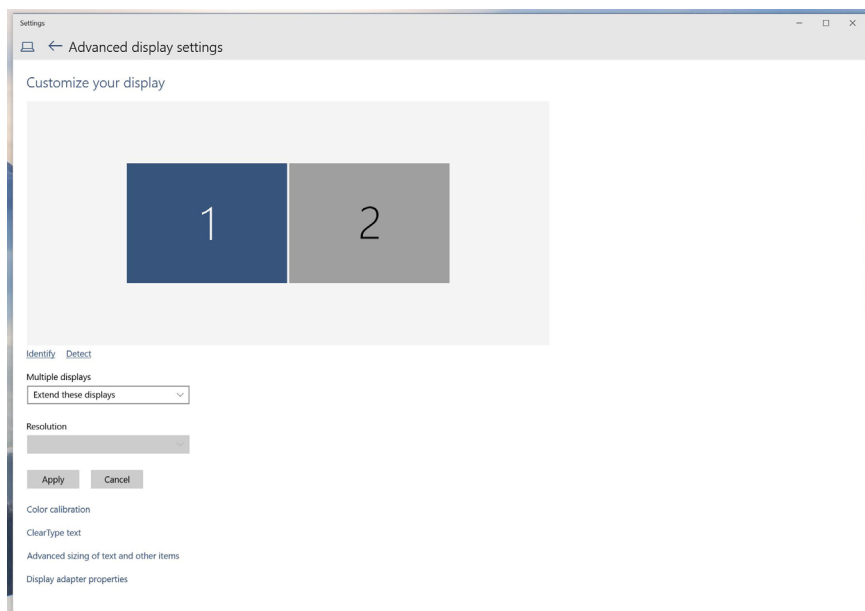 Settings
Advanced display settings
Customize your display
1 2
Identify Detect
Multiple displays
Extend these displays
Resolution
Apply Cancel
Color calibration
ClearType text
Advanced sizing of text and other items
Display adapter properties